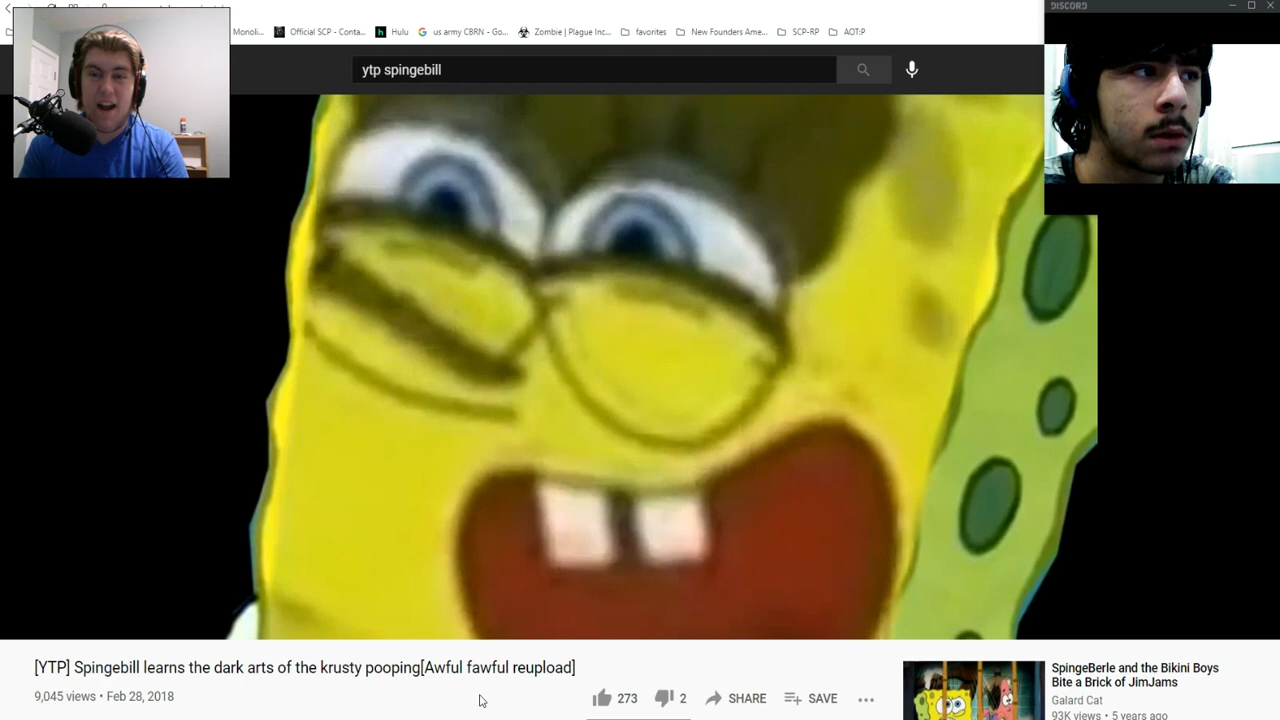 DISCORD
Monoli...
Official SCP - Conta...
Hulu
us army CBRN - Go...
Zombie | Plague Inc...
favorites
New Founders Ame...
SCP-RP
AOT:P
ytp spingebill
[YTP] Spingebill learns the dark arts of the krusty pooping[Awful fawful reupload]
9,045 views • Feb 28, 2018
273
2
SHARE
SAVE
SpingeBerle and the Bikini Boys
Bite a Brick of JimJams
Galard Cat
93K views • 5 years ago